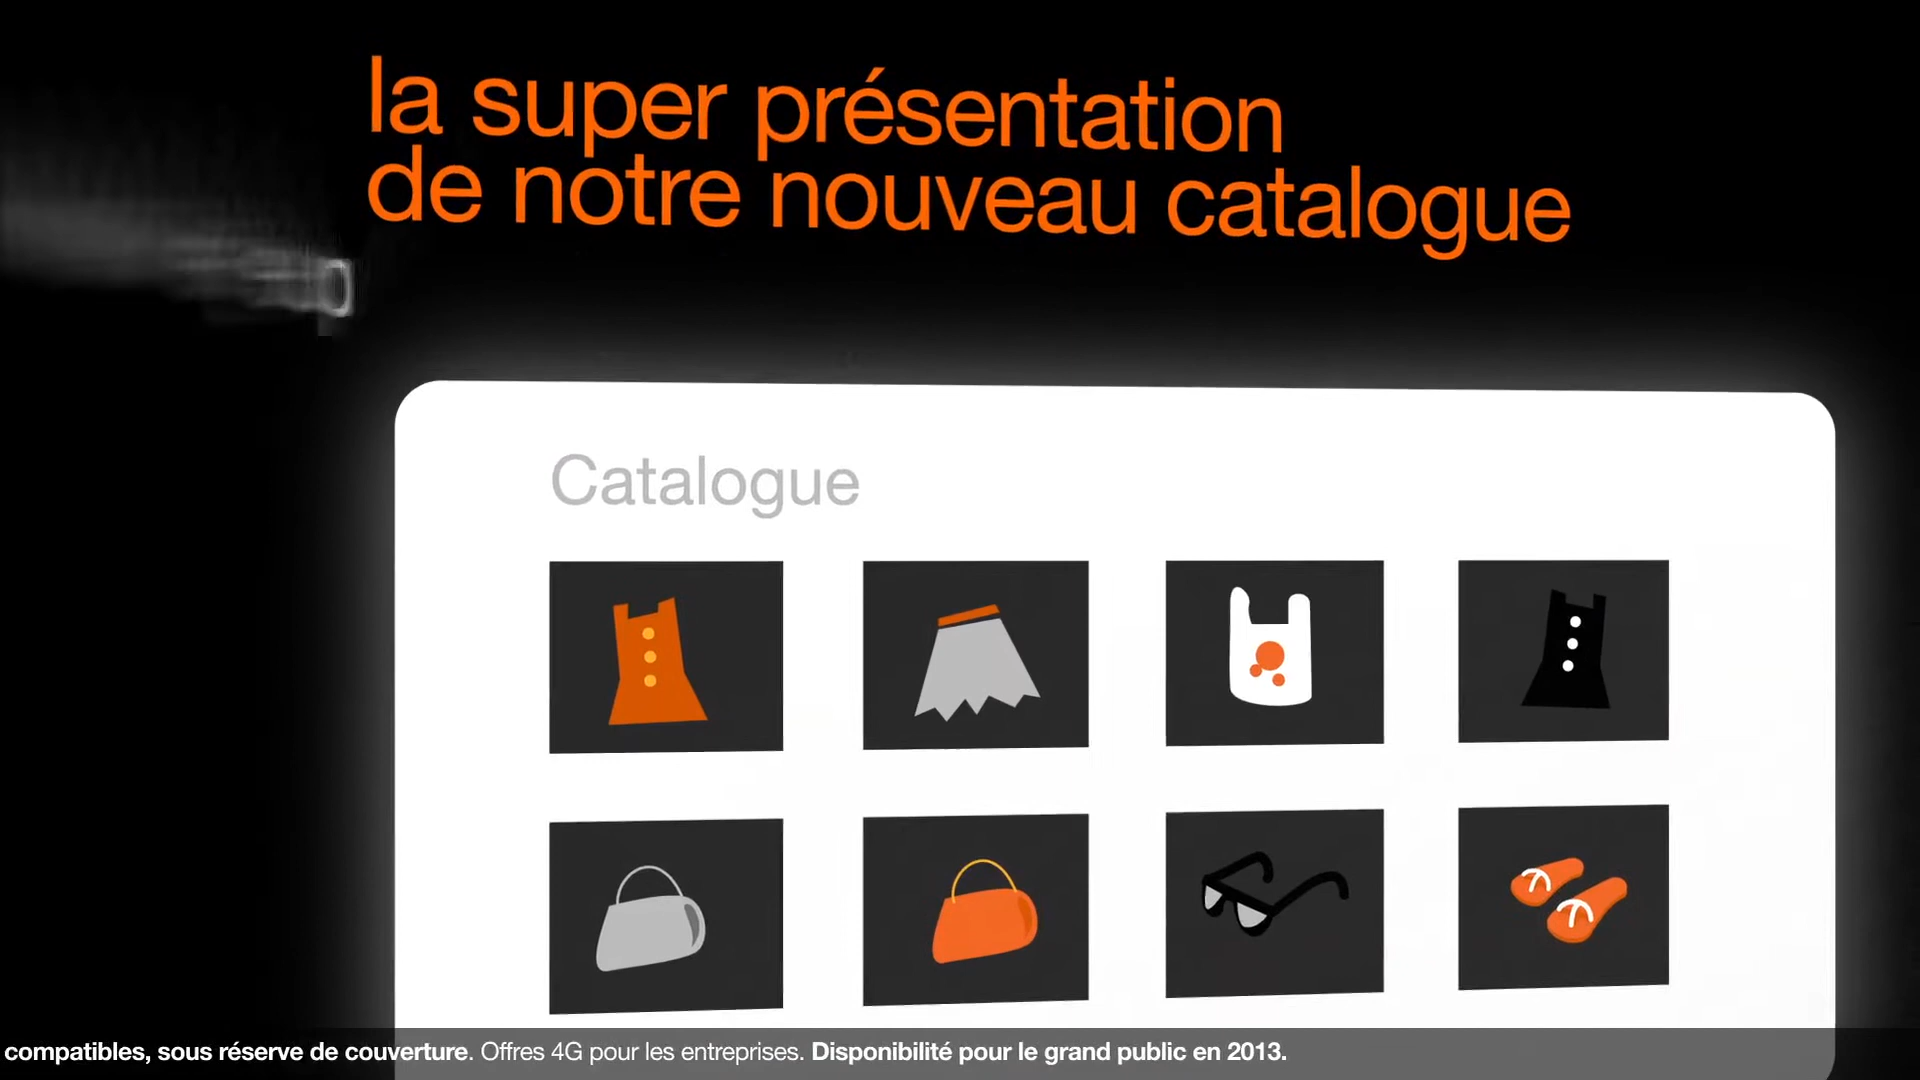 la super présentation
de notre nouveau catalogue
Catalogue
compatibles, sous réserve de couverture. Offres 4G pour les entreprises. Disponibilité pour le grand public en 2013.